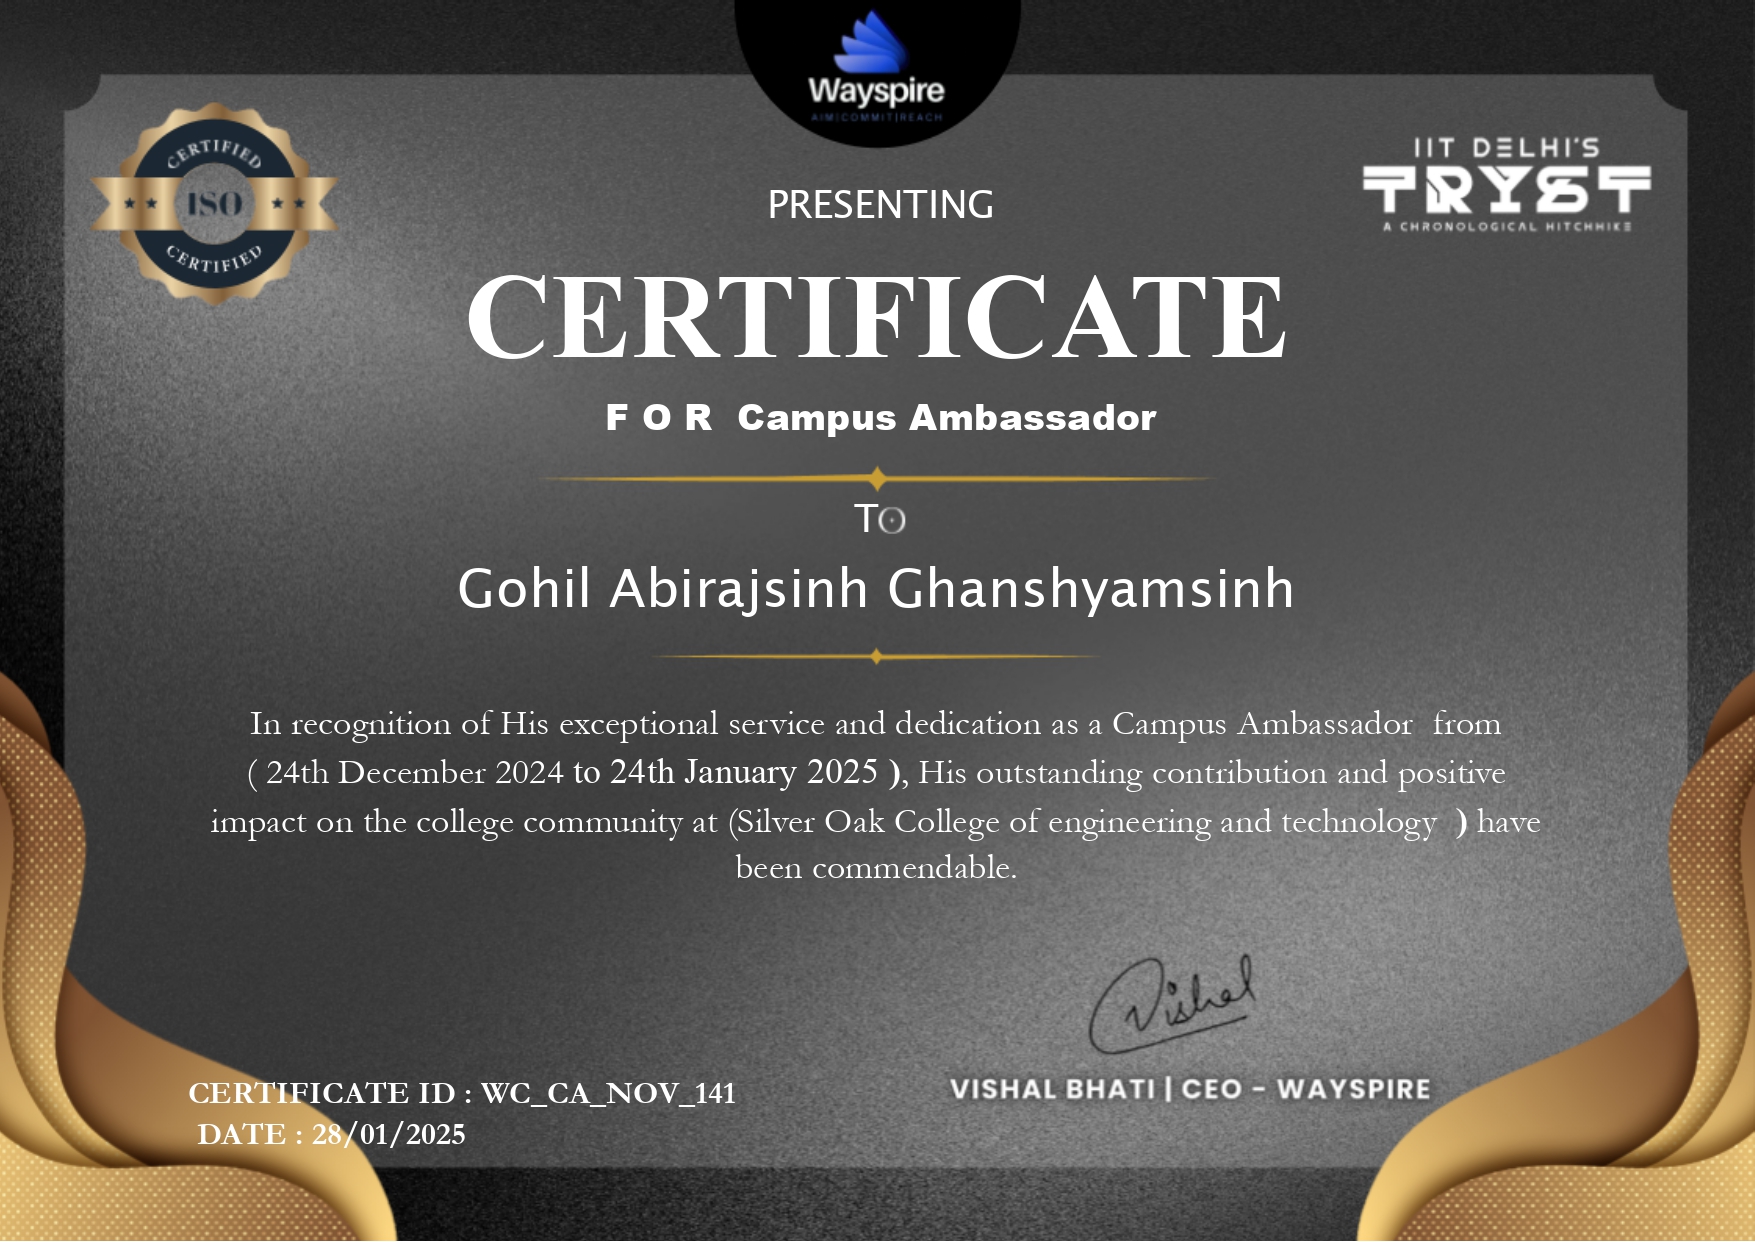 Wayspire
AIM|COMMIT|REACH
CERTIFIED
ISO
CERTIFIED
IIT DELHI'S
TRYST
A CHRONOLOGICAL HITCHHIKE
PRESENTING
CERTIFICATE
F O R Campus Ambassador
TO
Gohil Abirajsinh Ghanshyamsinh
In recognition of His exceptional service and dedication as a Campus Ambassador from
( 24th December 2024 to 24th January 2025 ), His outstanding contribution and positive
impact on the college community at (Silver Oak College of engineering and technology ) have
been commendable.
Vishal
VISHAL BHATI | CEO - WAYSPIRE
CERTIFICATE ID : WC_CA_NOV_141
DATE : 28/01/2025